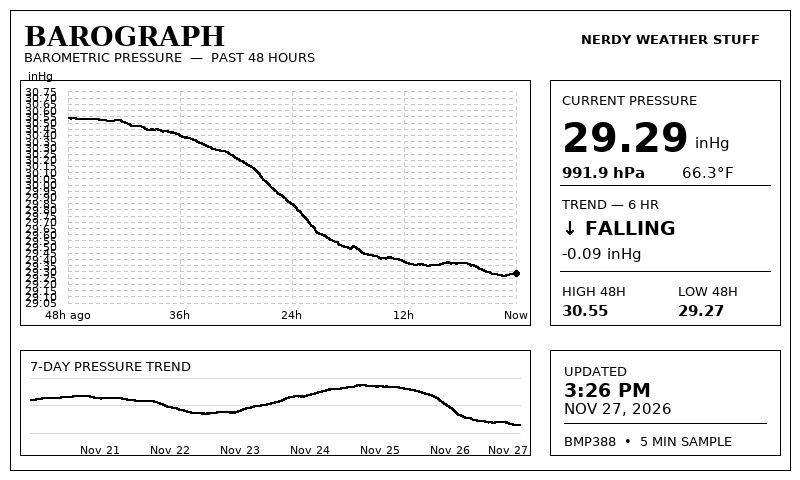 BAROGRAPH
BAROMETRIC PRESSURE — PAST 48 HOURS
NERDY WEATHER STUFF
inHg
30.75
30.70
30.65
30.60
30.55
30.50
30.45
30.40
30.35
30.30
30.25
30.20
30.15
30.10
30.05
30.00
29.95
29.90
29.85
29.80
29.75
29.70
29.65
29.60
29.55
29.50
29.45
29.40
29.35
29.30
29.25
29.20
29.15
29.10
29.05
48h ago 36h 24h 12h Now
CURRENT PRESSURE
29.29 inHg
991.9 hPa 66.3°F
TREND — 6 HR
↓ FALLING
-0.09 inHg
HIGH 48H LOW 48H
30.55 29.27
7-DAY PRESSURE TREND
Nov 21 Nov 22 Nov 23 Nov 24 Nov 25 Nov 26 Nov 27
UPDATED
3:26 PM
NOV 27, 2026
BMP388 • 5 MIN SAMPLE